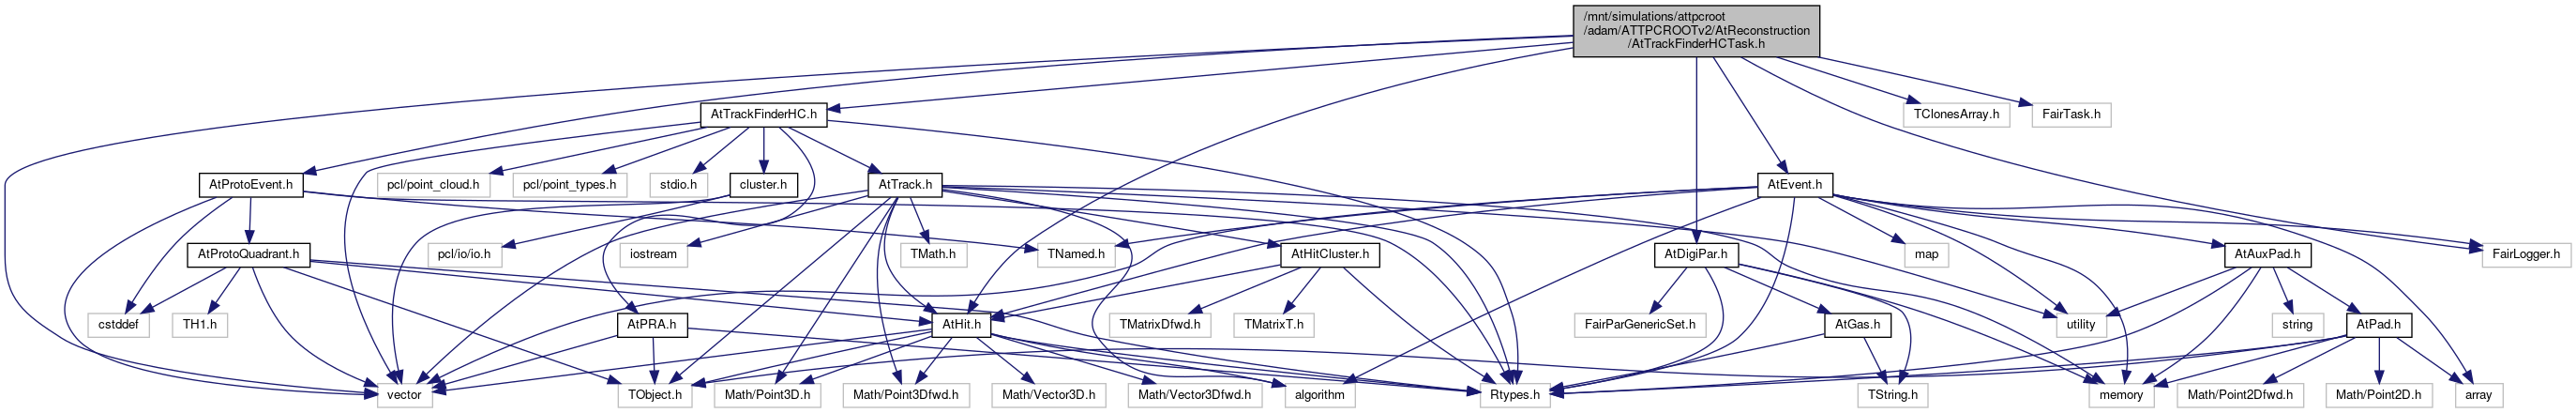 /mnt/simulations/attpcroot
/adam/ATTPCROOTv2/AtReconstruction
/AtTrackFinderHCTask.h
AtTrackFinderHC.h
TClonesArray.h
FairTask.h
AtProtoEvent.h
pcl/point_cloud.h
pcl/point_types.h
stdio.h
cluster.h
AtTrack.h
AtEvent.h
AtProtoQuadrant.h
pcl/io/io.h
iostream
TMath.h
TNamed.h
AtHitCluster.h
AtDigiPar.h
map
AtAuxPad.h
FairLogger.h
cstddef
TH1.h
AtPRA.h
AtHit.h
TMatrixDfwd.h
TMatrixT.h
FairParGenericSet.h
AtGas.h
utility
string
AtPad.h
vector
TObject.h
Math/Point3D.h
Math/Point3Dfwd.h
Math/Vector3D.h
Math/Vector3Dfwd.h
algorithm
Rtypes.h
TString.h
memory
Math/Point2Dfwd.h
Math/Point2D.h
array